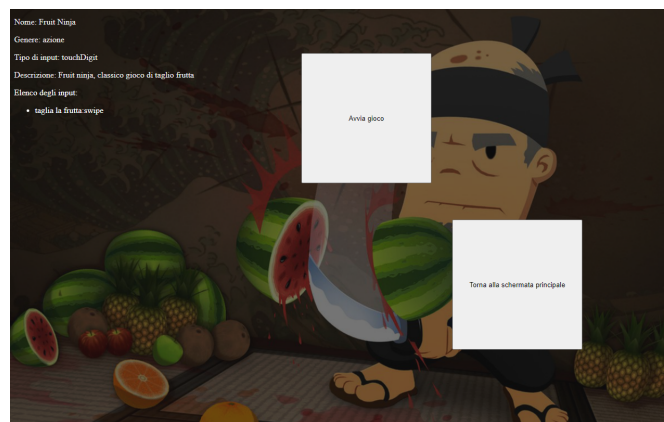 Nome: Fruit Ninja
Genere: azione
Tipo di input: touchDigit
Descrizione: Fruit ninja, classico gioco di taglio frutta
Elenco degli input:
• taglia la frutta:swipe
Avvia gioco
Torna alla schermata principale